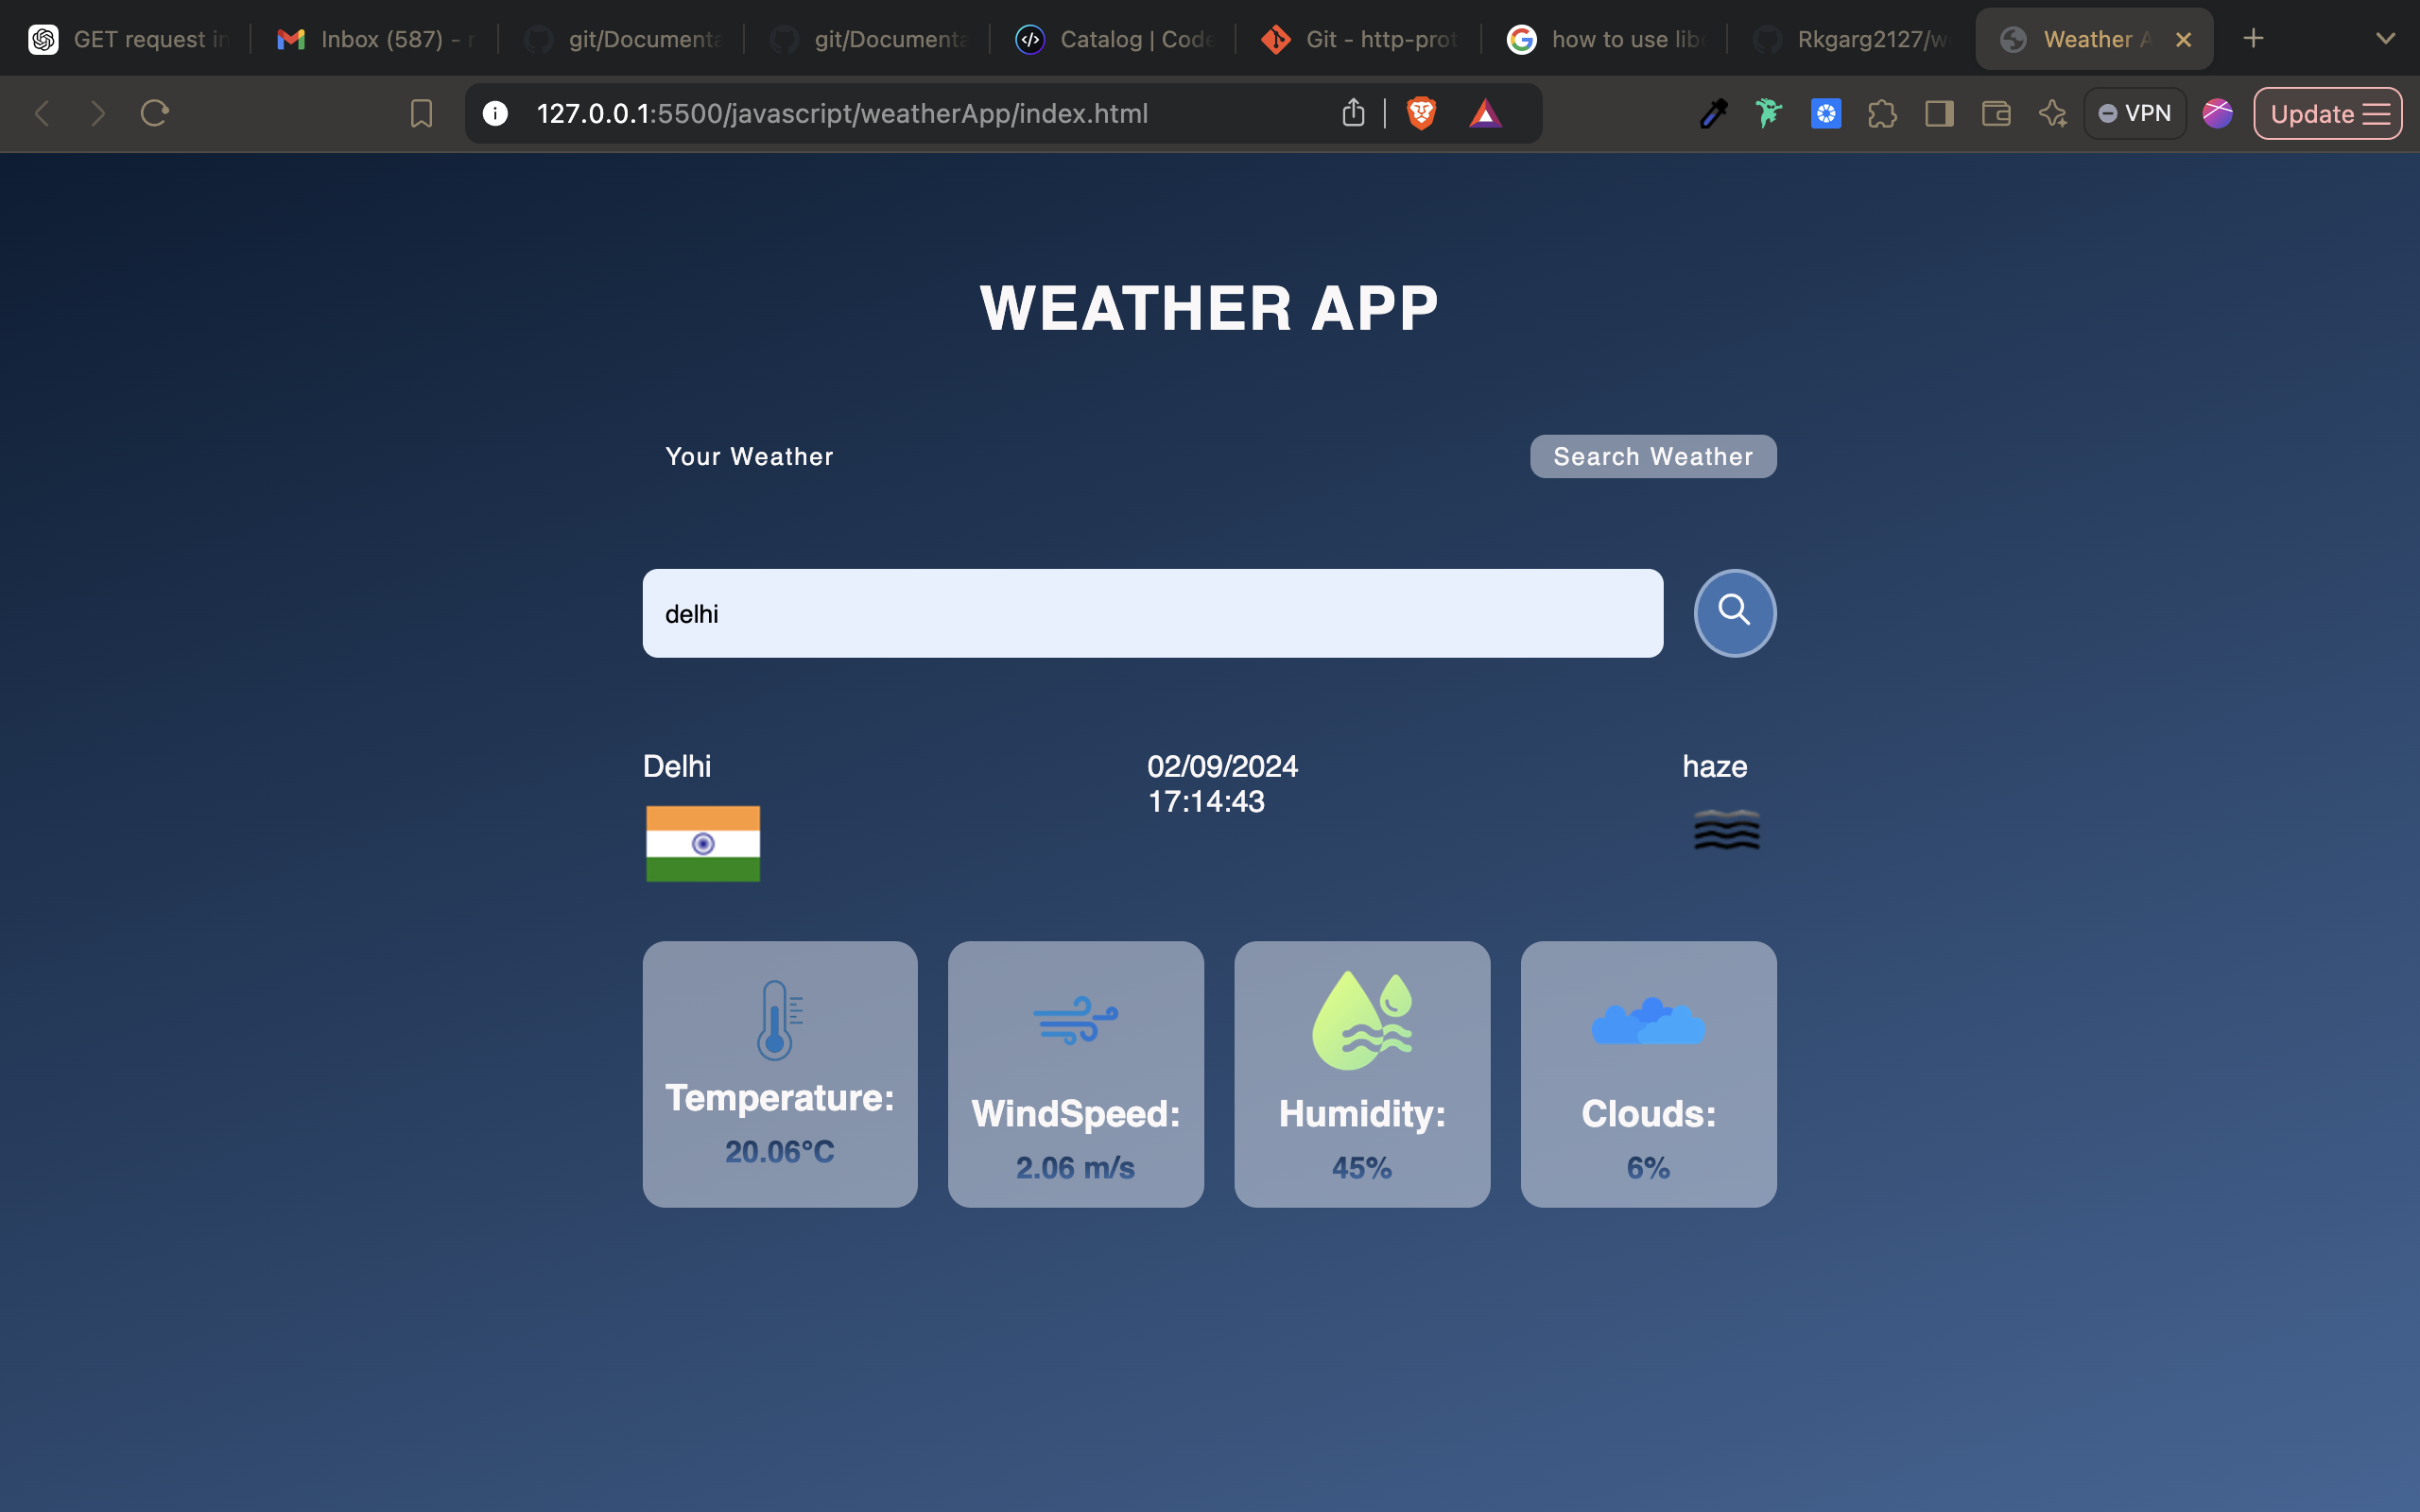 GET request in
Inbox (587) -
git/Documenta
git/Documenta
Catalog | Code
Git - http-prot
how to use lib
Rkgarg2127/w
Weather A
127.0.0.1:5500/javascript/weatherApp/index.html
VPN
Update
WEATHER APP
Your Weather
Search Weather
delhi
Delhi
02/09/2024
17:14:43
haze
Temperature:
20.06°C
WindSpeed:
2.06 m/s
Humidity:
45%
Clouds:
6%